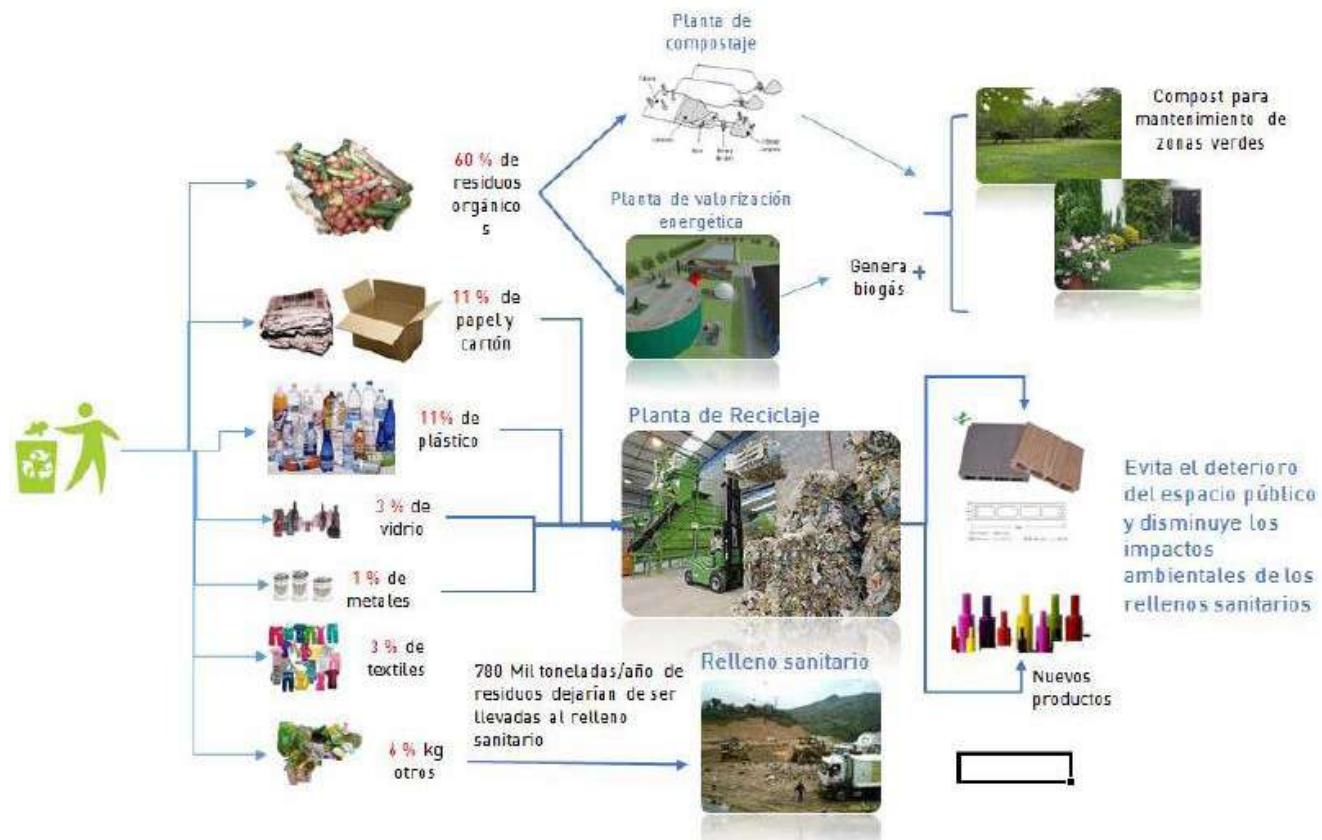 Planta de
compostaje
60 % de
residuos
orgánico
s
Planta de valorización
energética
Genera
biogás +
Compost para
mantenimiento de
zonas verdes
11 % de
papel y
cartón
11% de
plástico
Planta de Reciclaje
3 % de
vidrio
1 % de
metales
3 % de
textiles
6 % kg
otros
780 Mil toneladas/año de
residuos dejarían de ser
llevadas al relleno
sanitario
Relleno sanitario
Nuevos
productos
Evita el deterioro
del espacio público
y disminuye los
impactos
ambientales de los
rellenos sanitarios